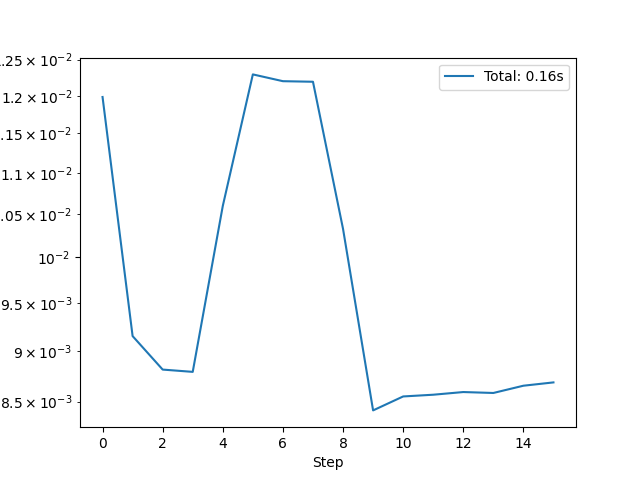 Total: 0.16s
.25 × 10⁻²
1.2 × 10⁻²
.15 × 10⁻²
1.1 × 10⁻²
.05 × 10⁻²
10⁻²
9.5 × 10⁻³
9 × 10⁻³
8.5 × 10⁻³
0 2 4 6 8 10 12 14
Step